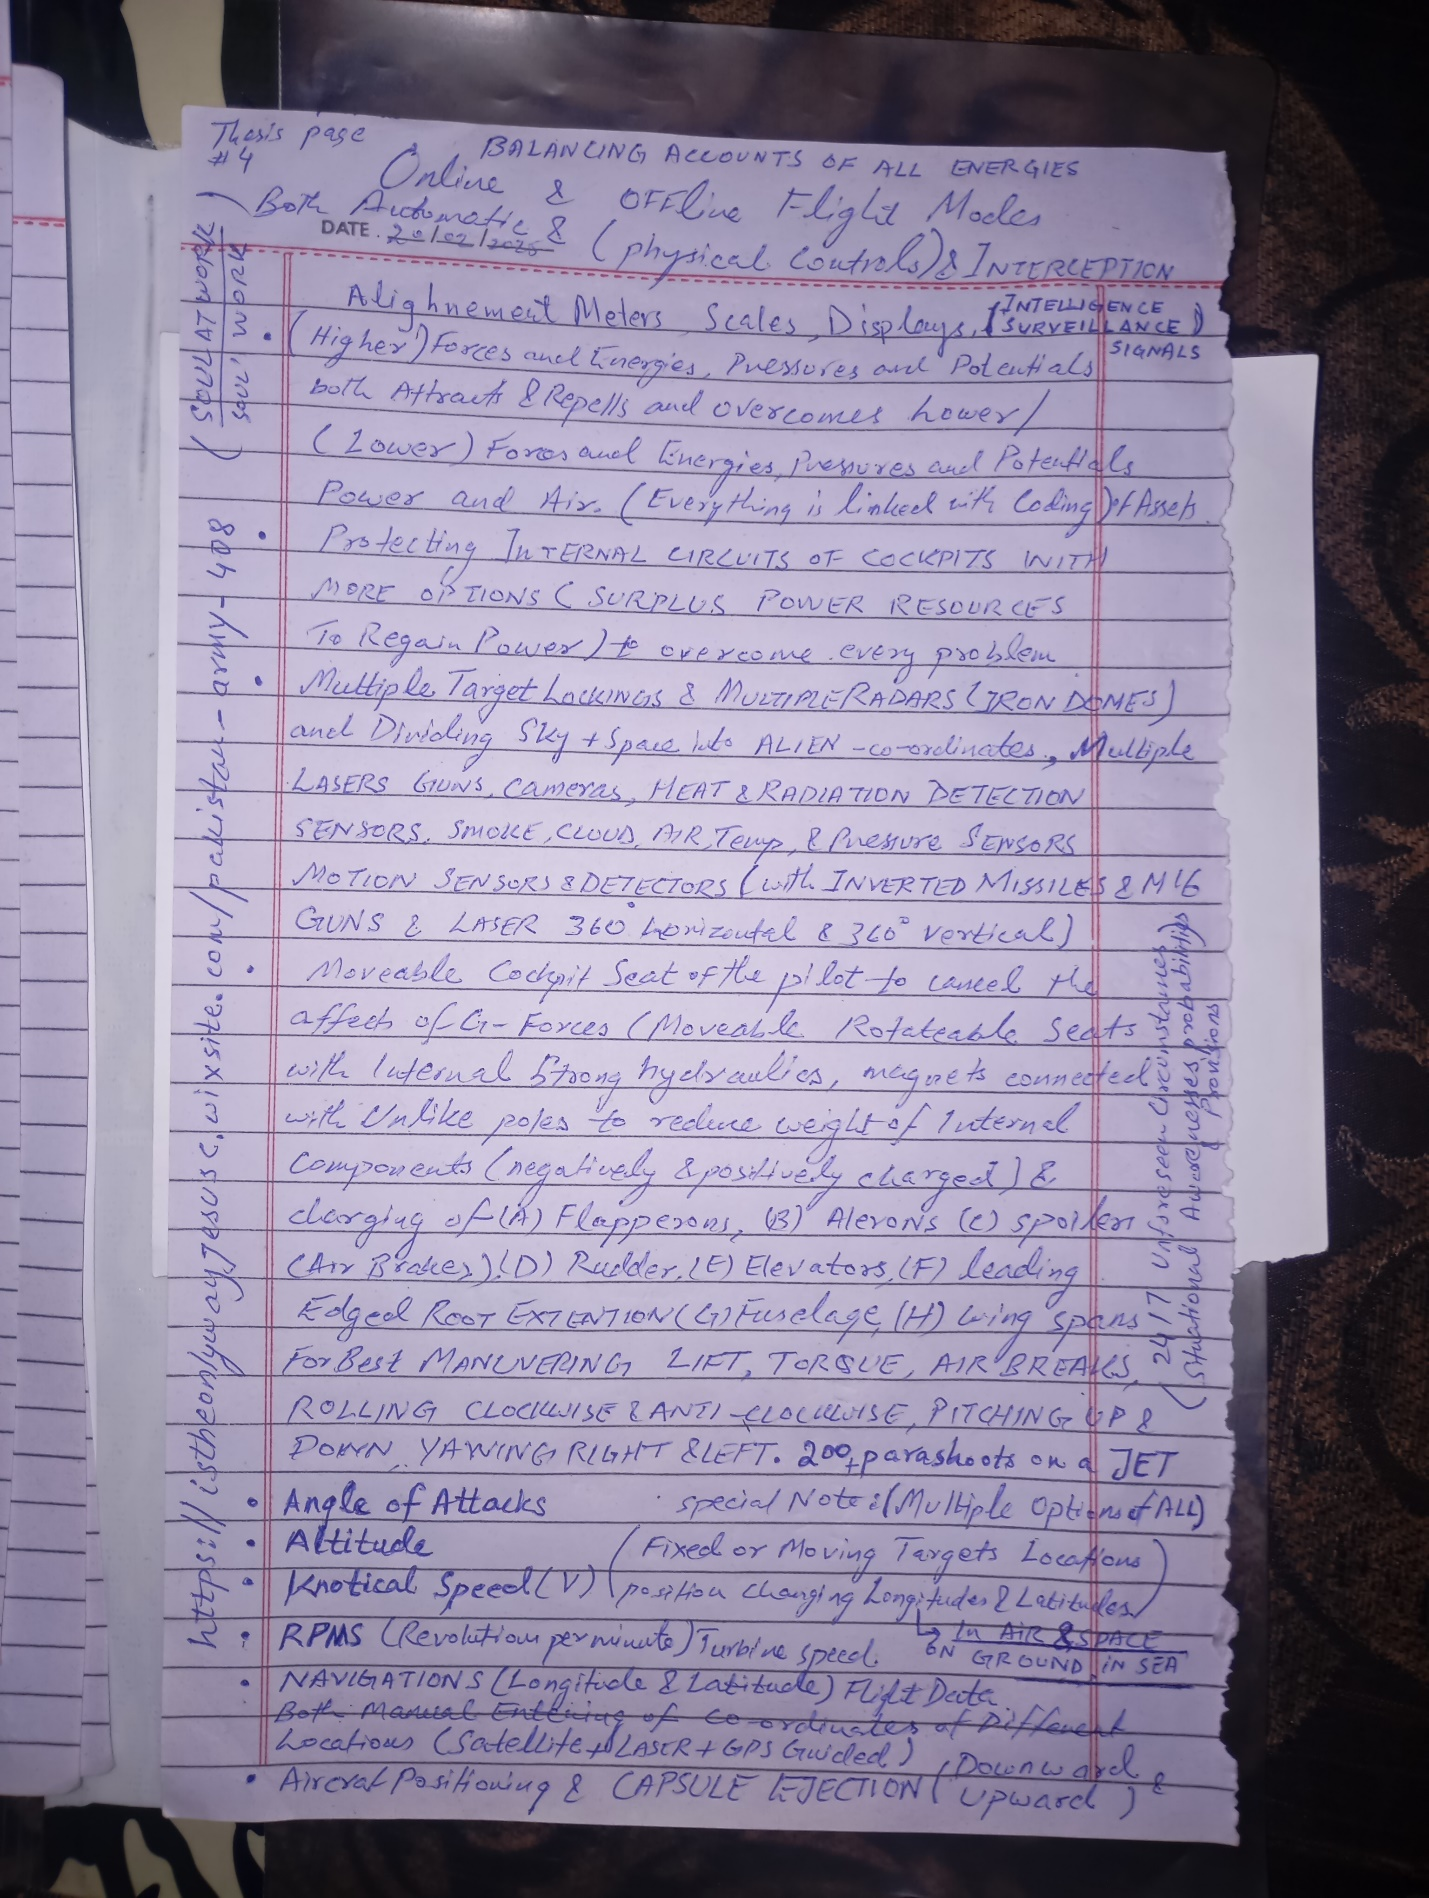 Thesis page
#4
BALANCING ACCOUNTS OF ALL ENERGIES
Online & OFFline Flight Modes
Both Automatic &
DATE. 20/02/2025
(physical Controls) & INTERCEPTION
(SOUL AT WORK
SOUL' WORK)
Alighnement Meters, Scales, Displays, (INTELLIGENCE
SURVEILLANCE)
SIGNALS
• (Higher) Forces and Energies, Pressures and Potentials
both Attracts & Repells and overcomes Lower/
(Lower) Forces and Energies, Pressures and Potentials
Power and Air. (Everything is linked with Coding) of Assets.
• Protecting INTERNAL CIRCUITS OF COCKPITS WITH
MORE OPTIONS (SURPLUS POWER RESOURCES
To Regain Power) to overcome every problem
• Multiple Target Lockings & MULTIPLE RADARS (IRON DOMES)
and Dividing Sky + Space into ALIEN -co-ordinates, Multiple
LASERS GUNS, Cameras, HEAT & RADIATION DETECTION
SENSORS, SMOKE, CLOUD, AIR, Temp, & Pressure SENSORS
MOTION SENSORS & DETECTORS (with INVERTED MISSILES & M16
GUNS & LASER 360° horizontal & 360° vertical)
• Moveable Cockpit Seat of the pilot to cancel the
affects of G-Forces (Moveable Rotateable Seats
with Internal Strong hydraulics, magnets connected
with Unlike poles to reduce weight of Internal
Components (negatively & positively charged) &
charging of (A) Flapperons, (B) Alerons (C) spoilers
(Air Brakes), (D) Rudder, (E) Elevators, (F) leading
Edged ROOT EXTENTION (G) Fuselage, (H) wing spans
For Best MANUVERING LIFT, TORQUE, AIR BREAKS,
ROLLING CLOCKWISE & ANTI-CLOCKWISE, PITCHING UP &
DOWN, YAWING RIGHT & LEFT. 200+ parashoots on a JET
• Angle of Attacks special Note:(Multiple Options of ALL)
• Altitude (Fixed or Moving Targets Locations
• Knotical Speed (V) position changing Longitudes & Latitudes)
↳ In AIR & SPACE
• RPMS (Revolution per minute) Turbine speed.
ON GROUND, IN SEA
• NAVIGATIONS (Longitude & Latitude) Flight Data
Both Manual Entering of co-ordinates of Different
Locations (Satellite + LASER + GPS Guided)
• Aircraf Positioning & CAPSULE EJECTION (Downward &
Upward)
https://istheonlywayjesusc.wixsite.com/pakistan-army-408
24/7 Unforeseen Circumstances
(Situational Awarenesses, probabilities)
Provisions